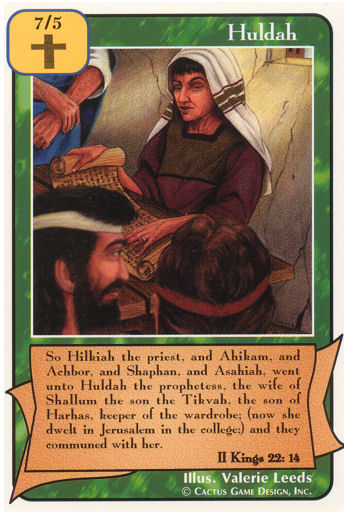 7/5
Huldah
So Hilkiah the priest, and Ahikam, and
Achbor, and Shaphan, and Asahiah, went
unto Huldah the prophetess, the wife of
Shallum the son the Tikvah, the son of
Harhas, keeper of the wardrobe; (now she
dwelt in Jerusalem in the college;) and they
communed with her.
II Kings 22: 14
Illus. Valerie Leeds
© Cactus Game Design, Inc.